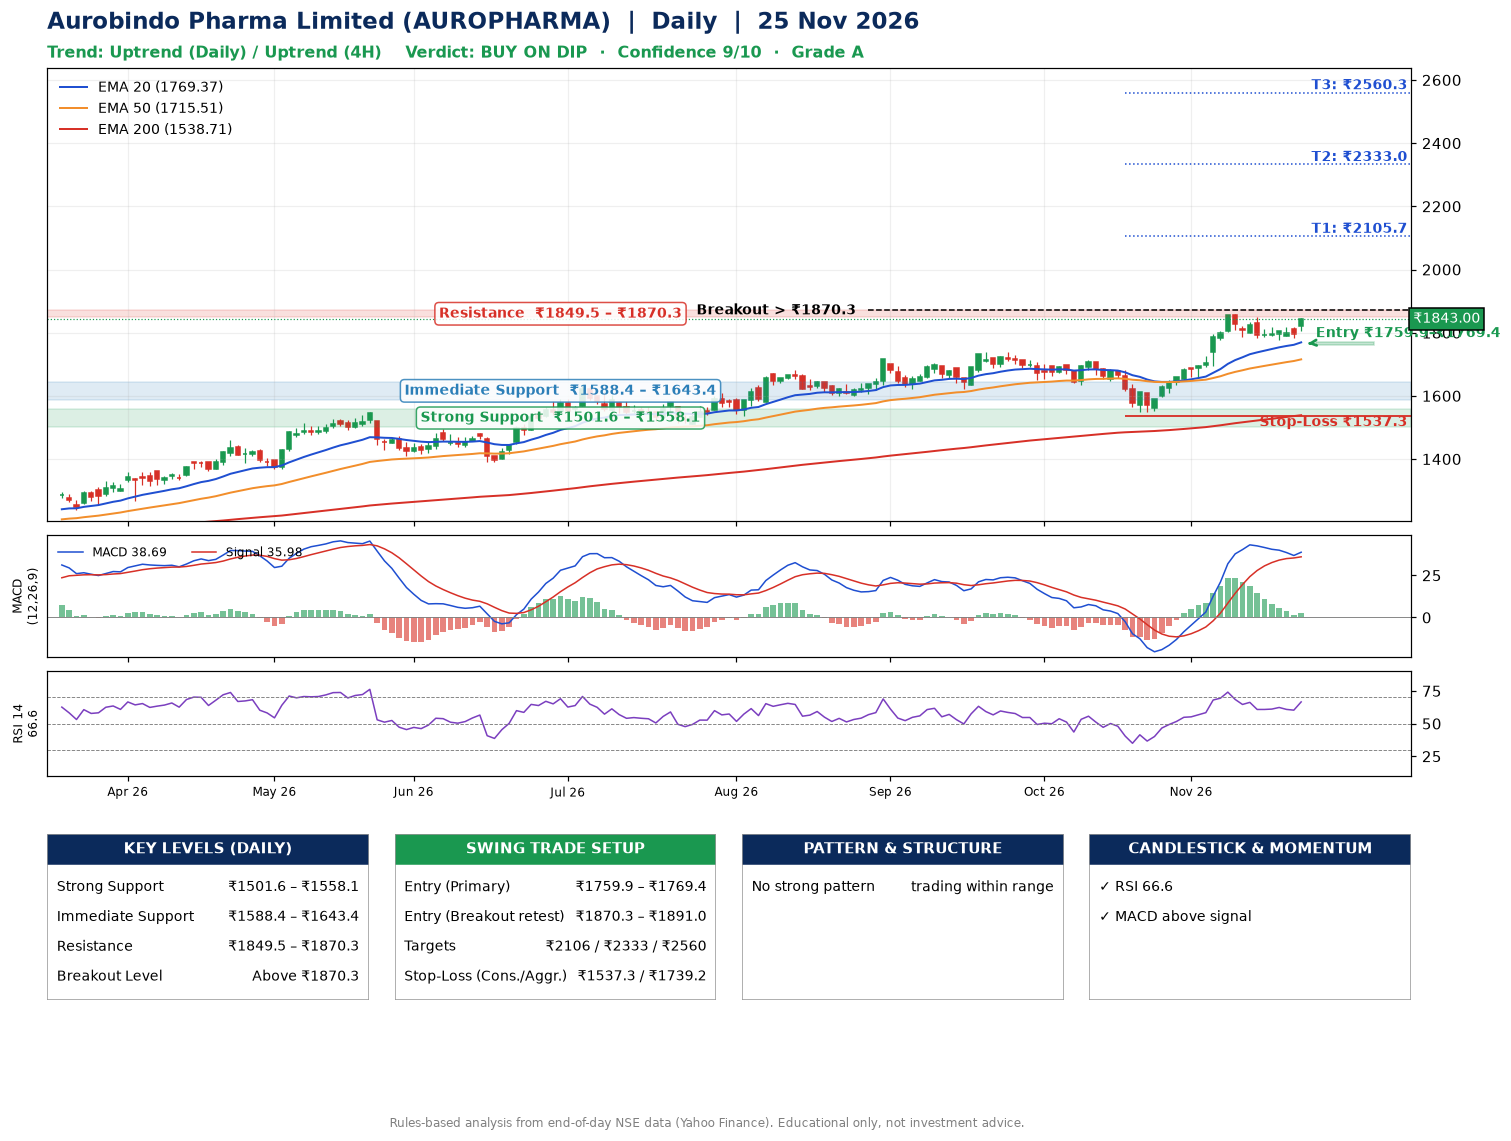 Aurobindo Pharma Limited (AUROPHARMA) | Daily | 25 Nov 2026
Trend: Uptrend (Daily) / Uptrend (4H) Verdict: BUY ON DIP · Confidence 9/10 · Grade A
EMA 20 (1769.37)
EMA 50 (1715.51)
EMA 200 (1538.71)
T3: ₹2560.3
T2: ₹2333.0
T1: ₹2105.7
Resistance ₹1849.5 – ₹1870.3
Breakout > ₹1870.3
₹1843.00
Entry ₹1759.9 – ₹1769.4
Immediate Support ₹1588.4 – ₹1643.4
Strong Support ₹1501.6 – ₹1558.1
Stop-Loss ₹1537.3
2600
2400
2200
2000
1800
1600
1400
MACD 38.69
Signal 35.98
MACD
(12,26,9)
25
0
RSI 14
66.6
75
50
25
Apr 26
May 26
Jun 26
Jul 26
Aug 26
Sep 26
Oct 26
Nov 26
KEY LEVELS (DAILY)
Strong Support ₹1501.6 – ₹1558.1
Immediate Support ₹1588.4 – ₹1643.4
Resistance ₹1849.5 – ₹1870.3
Breakout Level Above ₹1870.3
SWING TRADE SETUP
Entry (Primary) ₹1759.9 – ₹1769.4
Entry (Breakout retest) ₹1870.3 – ₹1891.0
Targets ₹2106 / ₹2333 / ₹2560
Stop-Loss (Cons./Aggr.) ₹1537.3 / ₹1739.2
PATTERN & STRUCTURE
No strong pattern trading within range
CANDLESTICK & MOMENTUM
✓ RSI 66.6
✓ MACD above signal
Rules-based analysis from end-of-day NSE data (Yahoo Finance). Educational only, not investment advice.